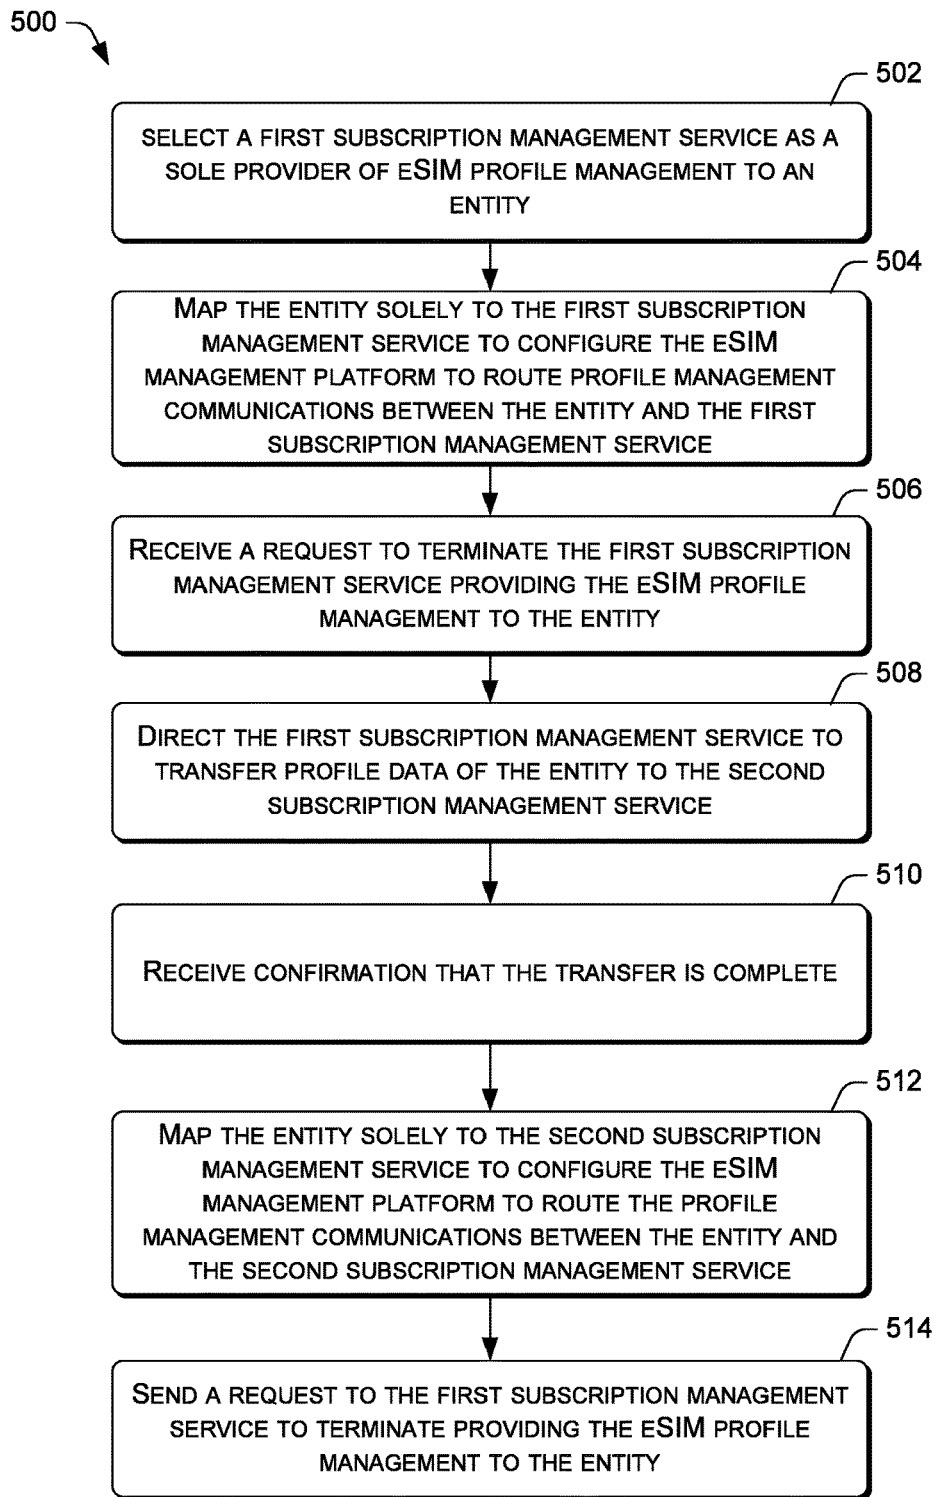 500
502
SELECT A FIRST SUBSCRIPTION MANAGEMENT SERVICE AS A
SOLE PROVIDER OF ESIM PROFILE MANAGEMENT TO AN
ENTITY
504
MAP THE ENTITY SOLELY TO THE FIRST SUBSCRIPTION
MANAGEMENT SERVICE TO CONFIGURE THE ESIM
MANAGEMENT PLATFORM TO ROUTE PROFILE MANAGEMENT
COMMUNICATIONS BETWEEN THE ENTITY AND THE FIRST
SUBSCRIPTION MANAGEMENT SERVICE
506
RECEIVE A REQUEST TO TERMINATE THE FIRST SUBSCRIPTION
MANAGEMENT SERVICE PROVIDING THE ESIM PROFILE
MANAGEMENT TO THE ENTITY
508
DIRECT THE FIRST SUBSCRIPTION MANAGEMENT SERVICE TO
TRANSFER PROFILE DATA OF THE ENTITY TO THE SECOND
SUBSCRIPTION MANAGEMENT SERVICE
510
RECEIVE CONFIRMATION THAT THE TRANSFER IS COMPLETE
512
MAP THE ENTITY SOLELY TO THE SECOND SUBSCRIPTION
MANAGEMENT SERVICE TO CONFIGURE THE ESIM
MANAGEMENT PLATFORM TO ROUTE THE PROFILE
MANAGEMENT COMMUNICATIONS BETWEEN THE ENTITY AND
THE SECOND SUBSCRIPTION MANAGEMENT SERVICE
514
SEND A REQUEST TO THE FIRST SUBSCRIPTION MANAGEMENT
SERVICE TO TERMINATE PROVIDING THE ESIM PROFILE
MANAGEMENT TO THE ENTITY